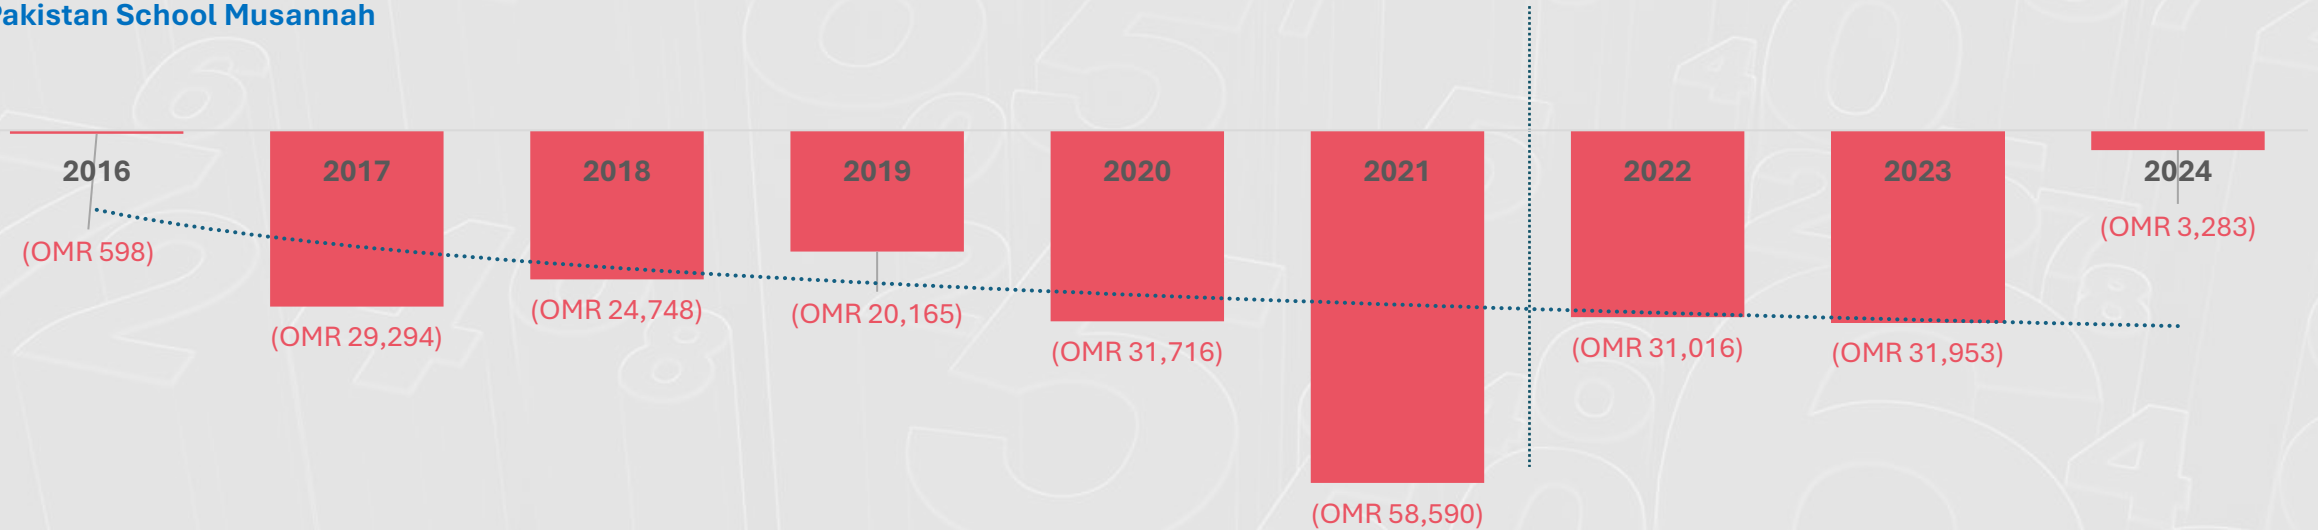 Pakistan School Musannah
2016
2017
2018
2019
2020
2021
2022
2023
2024
(OMR 598)
(OMR 29,294)
(OMR 24,748)
(OMR 20,165)
(OMR 31,716)
(OMR 58,590)
(OMR 31,016)
(OMR 31,953)
(OMR 3,283)